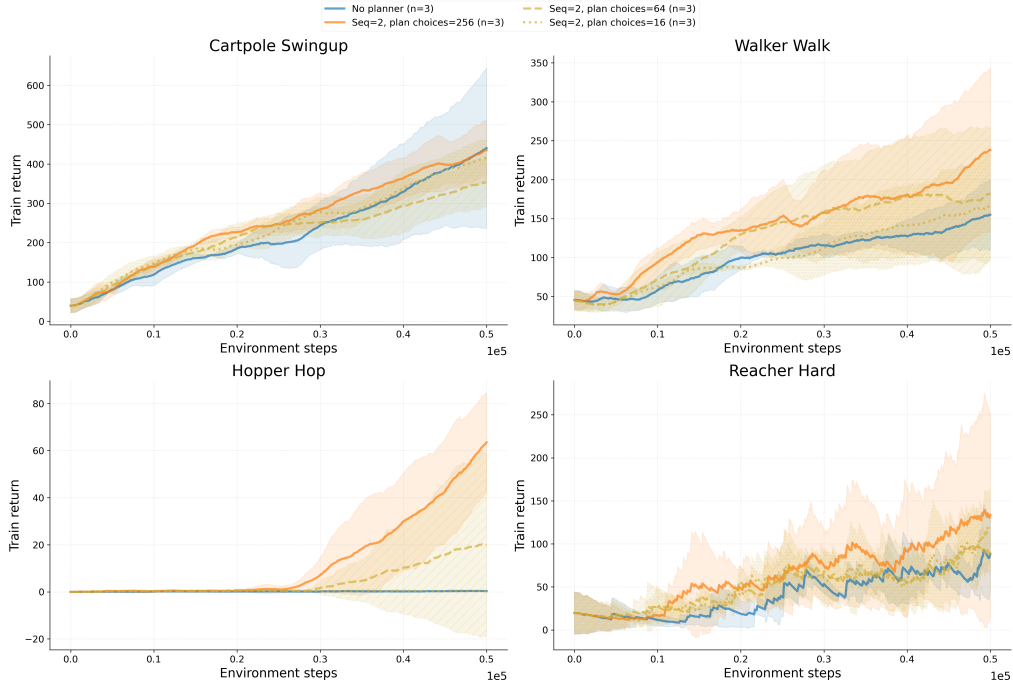 No planner (n=3)
Seq=2, plan choices=256 (n=3)
Seq=2, plan choices=64 (n=3)
Seq=2, plan choices=16 (n=3)
Cartpole Swingup
Train return
600
500
400
300
200
100
0
0.0 0.1 0.2 0.3 0.4 0.5
1e5
Environment steps
Walker Walk
Train return
350
300
250
200
150
100
50
0.0 0.1 0.2 0.3 0.4 0.5
1e5
Environment steps
Hopper Hop
Train return
80
60
40
20
0
−20
0.0 0.1 0.2 0.3 0.4 0.5
1e5
Environment steps
Reacher Hard
Train return
250
200
150
100
50
0
0.0 0.1 0.2 0.3 0.4 0.5
1e5
Environment steps